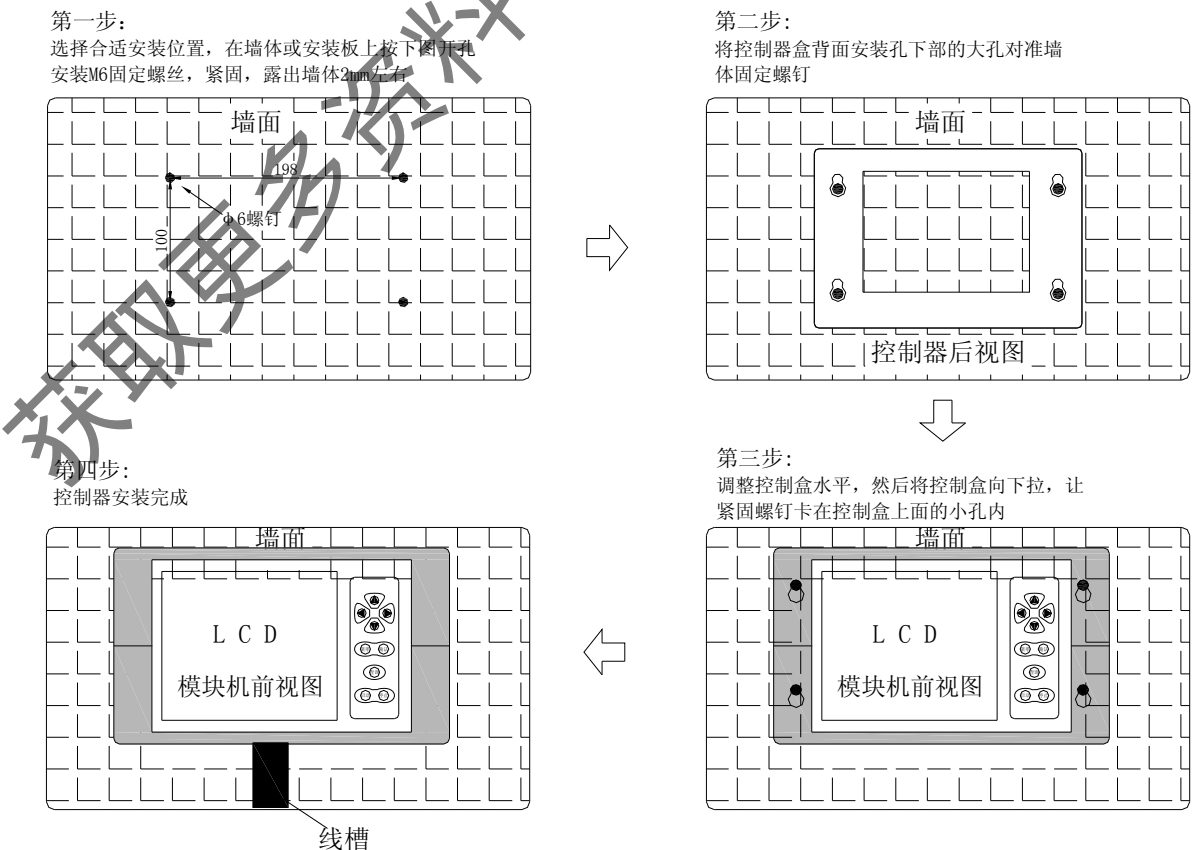 第一步：
选择合适安装位置，在墙体或安装板上按下图开孔
安装M6固定螺丝，紧固，露出墙体2mm左右
墙面
198
φ6螺钉
100
第二步:
将控制器盒背面安装孔下部的大孔对准墙
体固定螺钉
墙面
控制器后视图
第三步:
调整控制盒水平，然后将控制盒向下拉，让
紧固螺钉卡在控制盒上面的小孔内
墙面
LCD
模块机前视图
第四步:
控制器安装完成
墙面
LCD
模块机前视图
线槽
获取更多资料